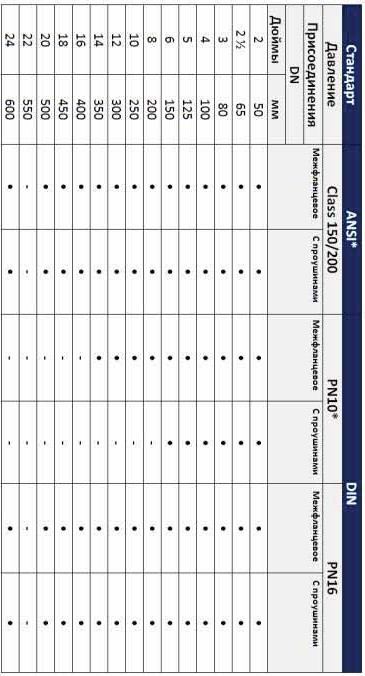 Стандарт ANSI* DIN
Давление Class 150/200 PN10* PN16
Присоединения Межфланцевое С проушинами Межфланцевое С проушинами Межфланцевое С проушинами
DN
Дюймы мм
2 50 • • • • • •
2 ½ 65 • • • • • •
3 80 • • • • • •
4 100 • • • • • •
5 125 • • • • • •
6 150 • • • • • •
8 200 • • • - • •
10 250 • • • - • •
12 300 • • • - • •
14 350 • • • - • •
16 400 • • - - • •
18 450 • • - - • •
20 500 • • - - • •
22 550 - - - - - -
24 600 • • - - • •